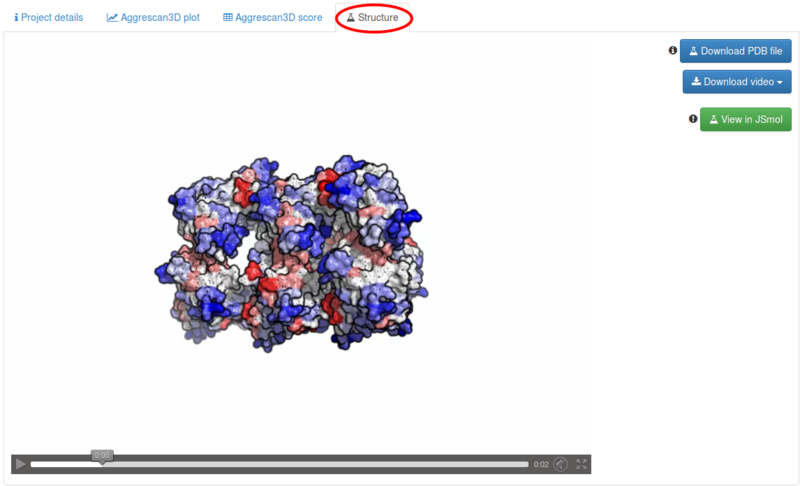 Project details
Aggrescan3D plot
Aggrescan3D score
Structure
Download PDB file
Download video
View in JSmol
0:00
0:02